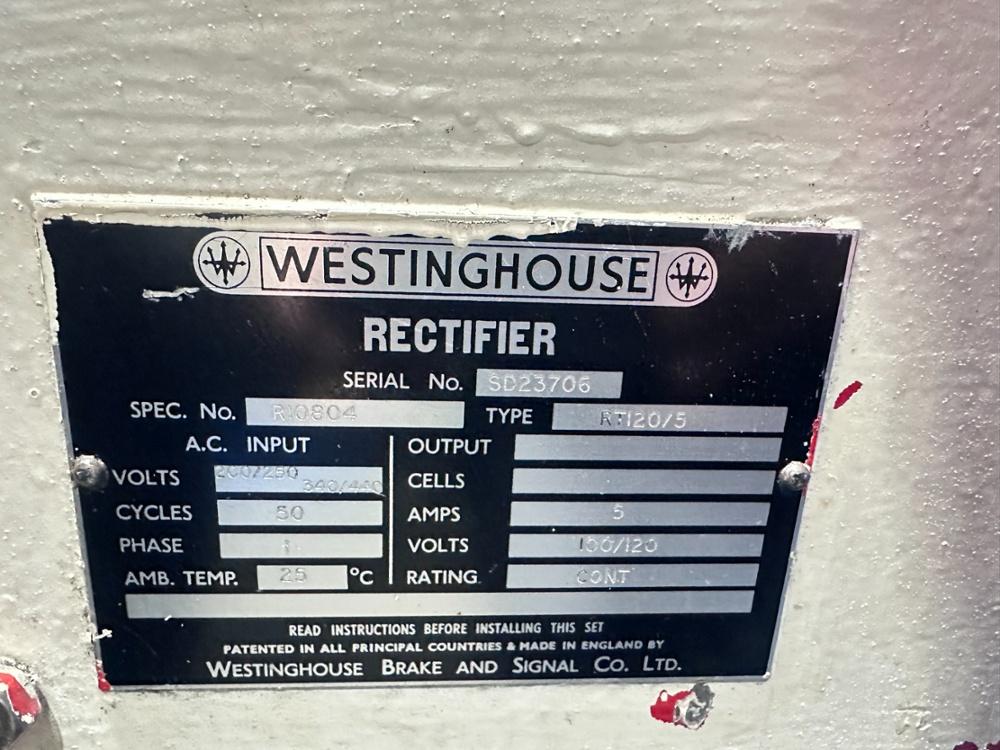 WESTINGHOUSE
RECTIFIER
SERIAL No. SD23706
SPEC. No. R10804 TYPE RT120/5
A.C. INPUT
VOLTS 200/250
340/440
CYCLES 50
PHASE 1
AMB. TEMP. 25 °C
OUTPUT
CELLS
AMPS 5
VOLTS 100/120
RATING CONT
READ INSTRUCTIONS BEFORE INSTALLING THIS SET
PATENTED IN ALL PRINCIPAL COUNTRIES & MADE IN ENGLAND BY
WESTINGHOUSE BRAKE AND SIGNAL CO. LTD.